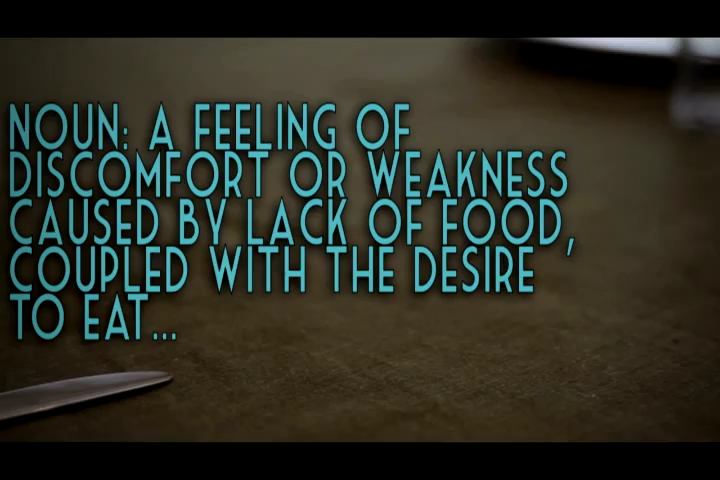 NOUN: A FEELING OF
DISCOMFORT OR WEAKNESS
CAUSED BY LACK OF FOOD,
COUPLED WITH THE DESIRE
TO EAT...